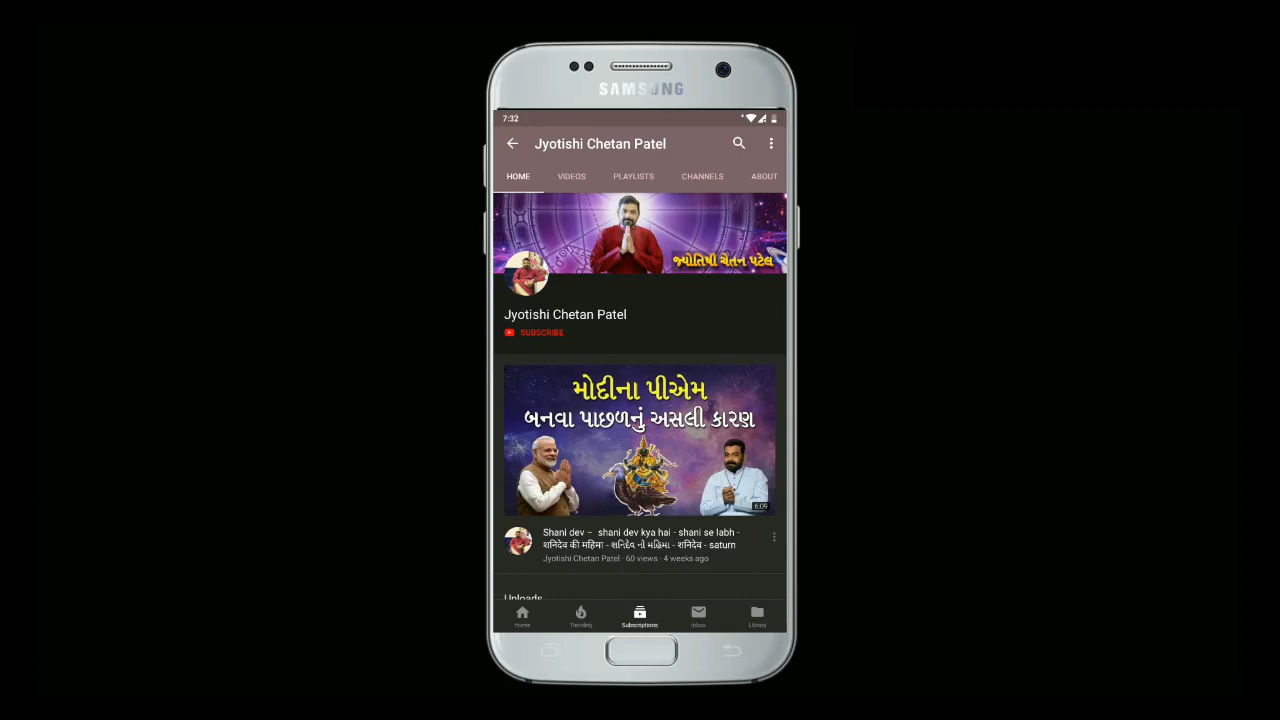 SAMSUNG
7:32
Jyotishi Chetan Patel
HOME VIDEOS PLAYLISTS CHANNELS ABOUT
જ્યોતિષી ચેતન પટેલ
Jyotishi Chetan Patel
SUBSCRIBE
મોદીના પીએમ
બનવા પાછળનું અસલી કારણ
6:09
Shani dev – shani dev kya hai - shani se labh -
शनिदेव की महिमा - શનિદેવ નો મહિમા - शनिदेव - saturn
Jyotishi Chetan Patel · 60 views · 4 weeks ago
Uploads
Home Trending Subscriptions Inbox Library